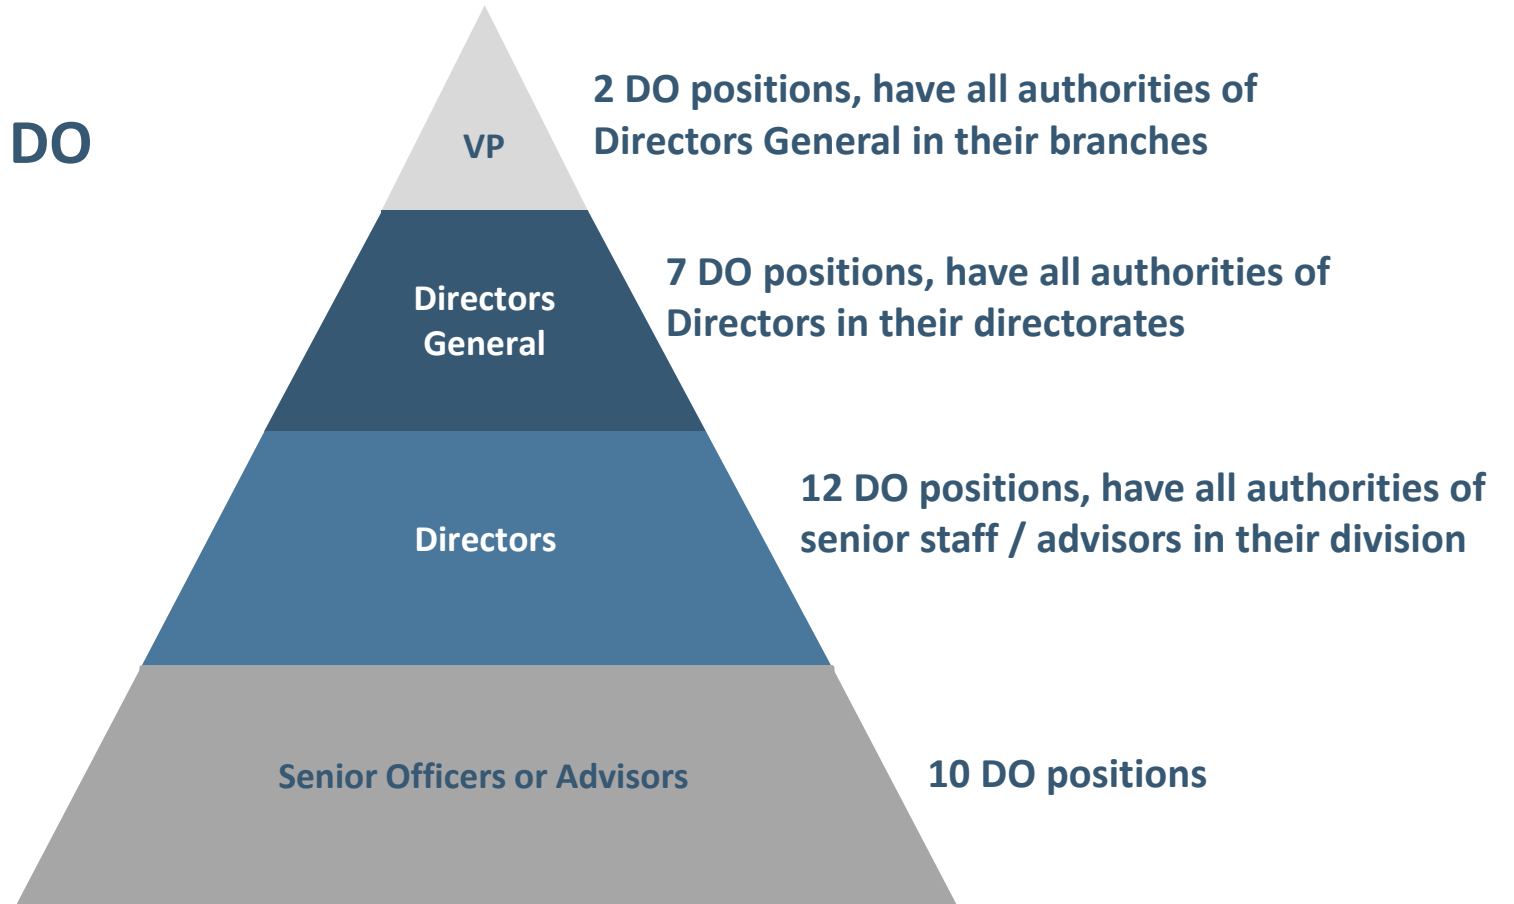 DO
VP
2 DO positions, have all authorities of
Directors General in their branches
Directors
General
7 DO positions, have all authorities of
Directors in their directorates
Directors
12 DO positions, have all authorities of
senior staff / advisors in their division
Senior Officers or Advisors
10 DO positions